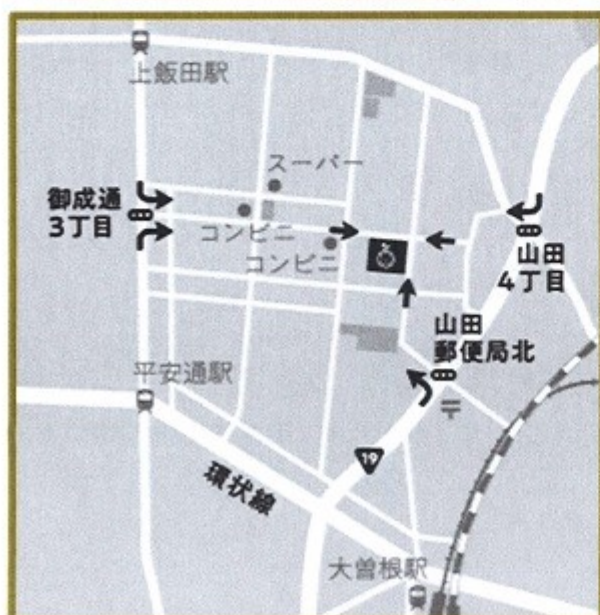 上飯田駅
スーパー
御成通
3丁目
コンビニ
コンビニ
山田
4丁目
山田
郵便局北
平安通駅
〒
19
環状線
大曽根駅